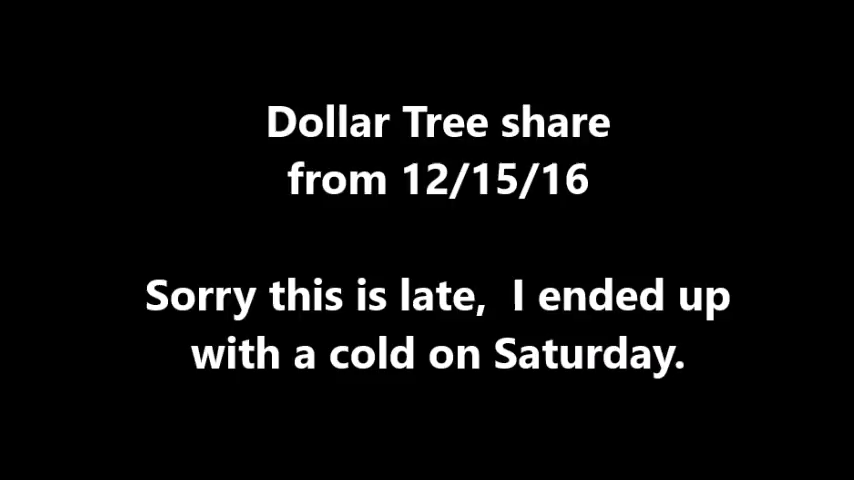 Dollar Tree share
from 12/15/16
Sorry this is late,  I ended up
with a cold on Saturday.